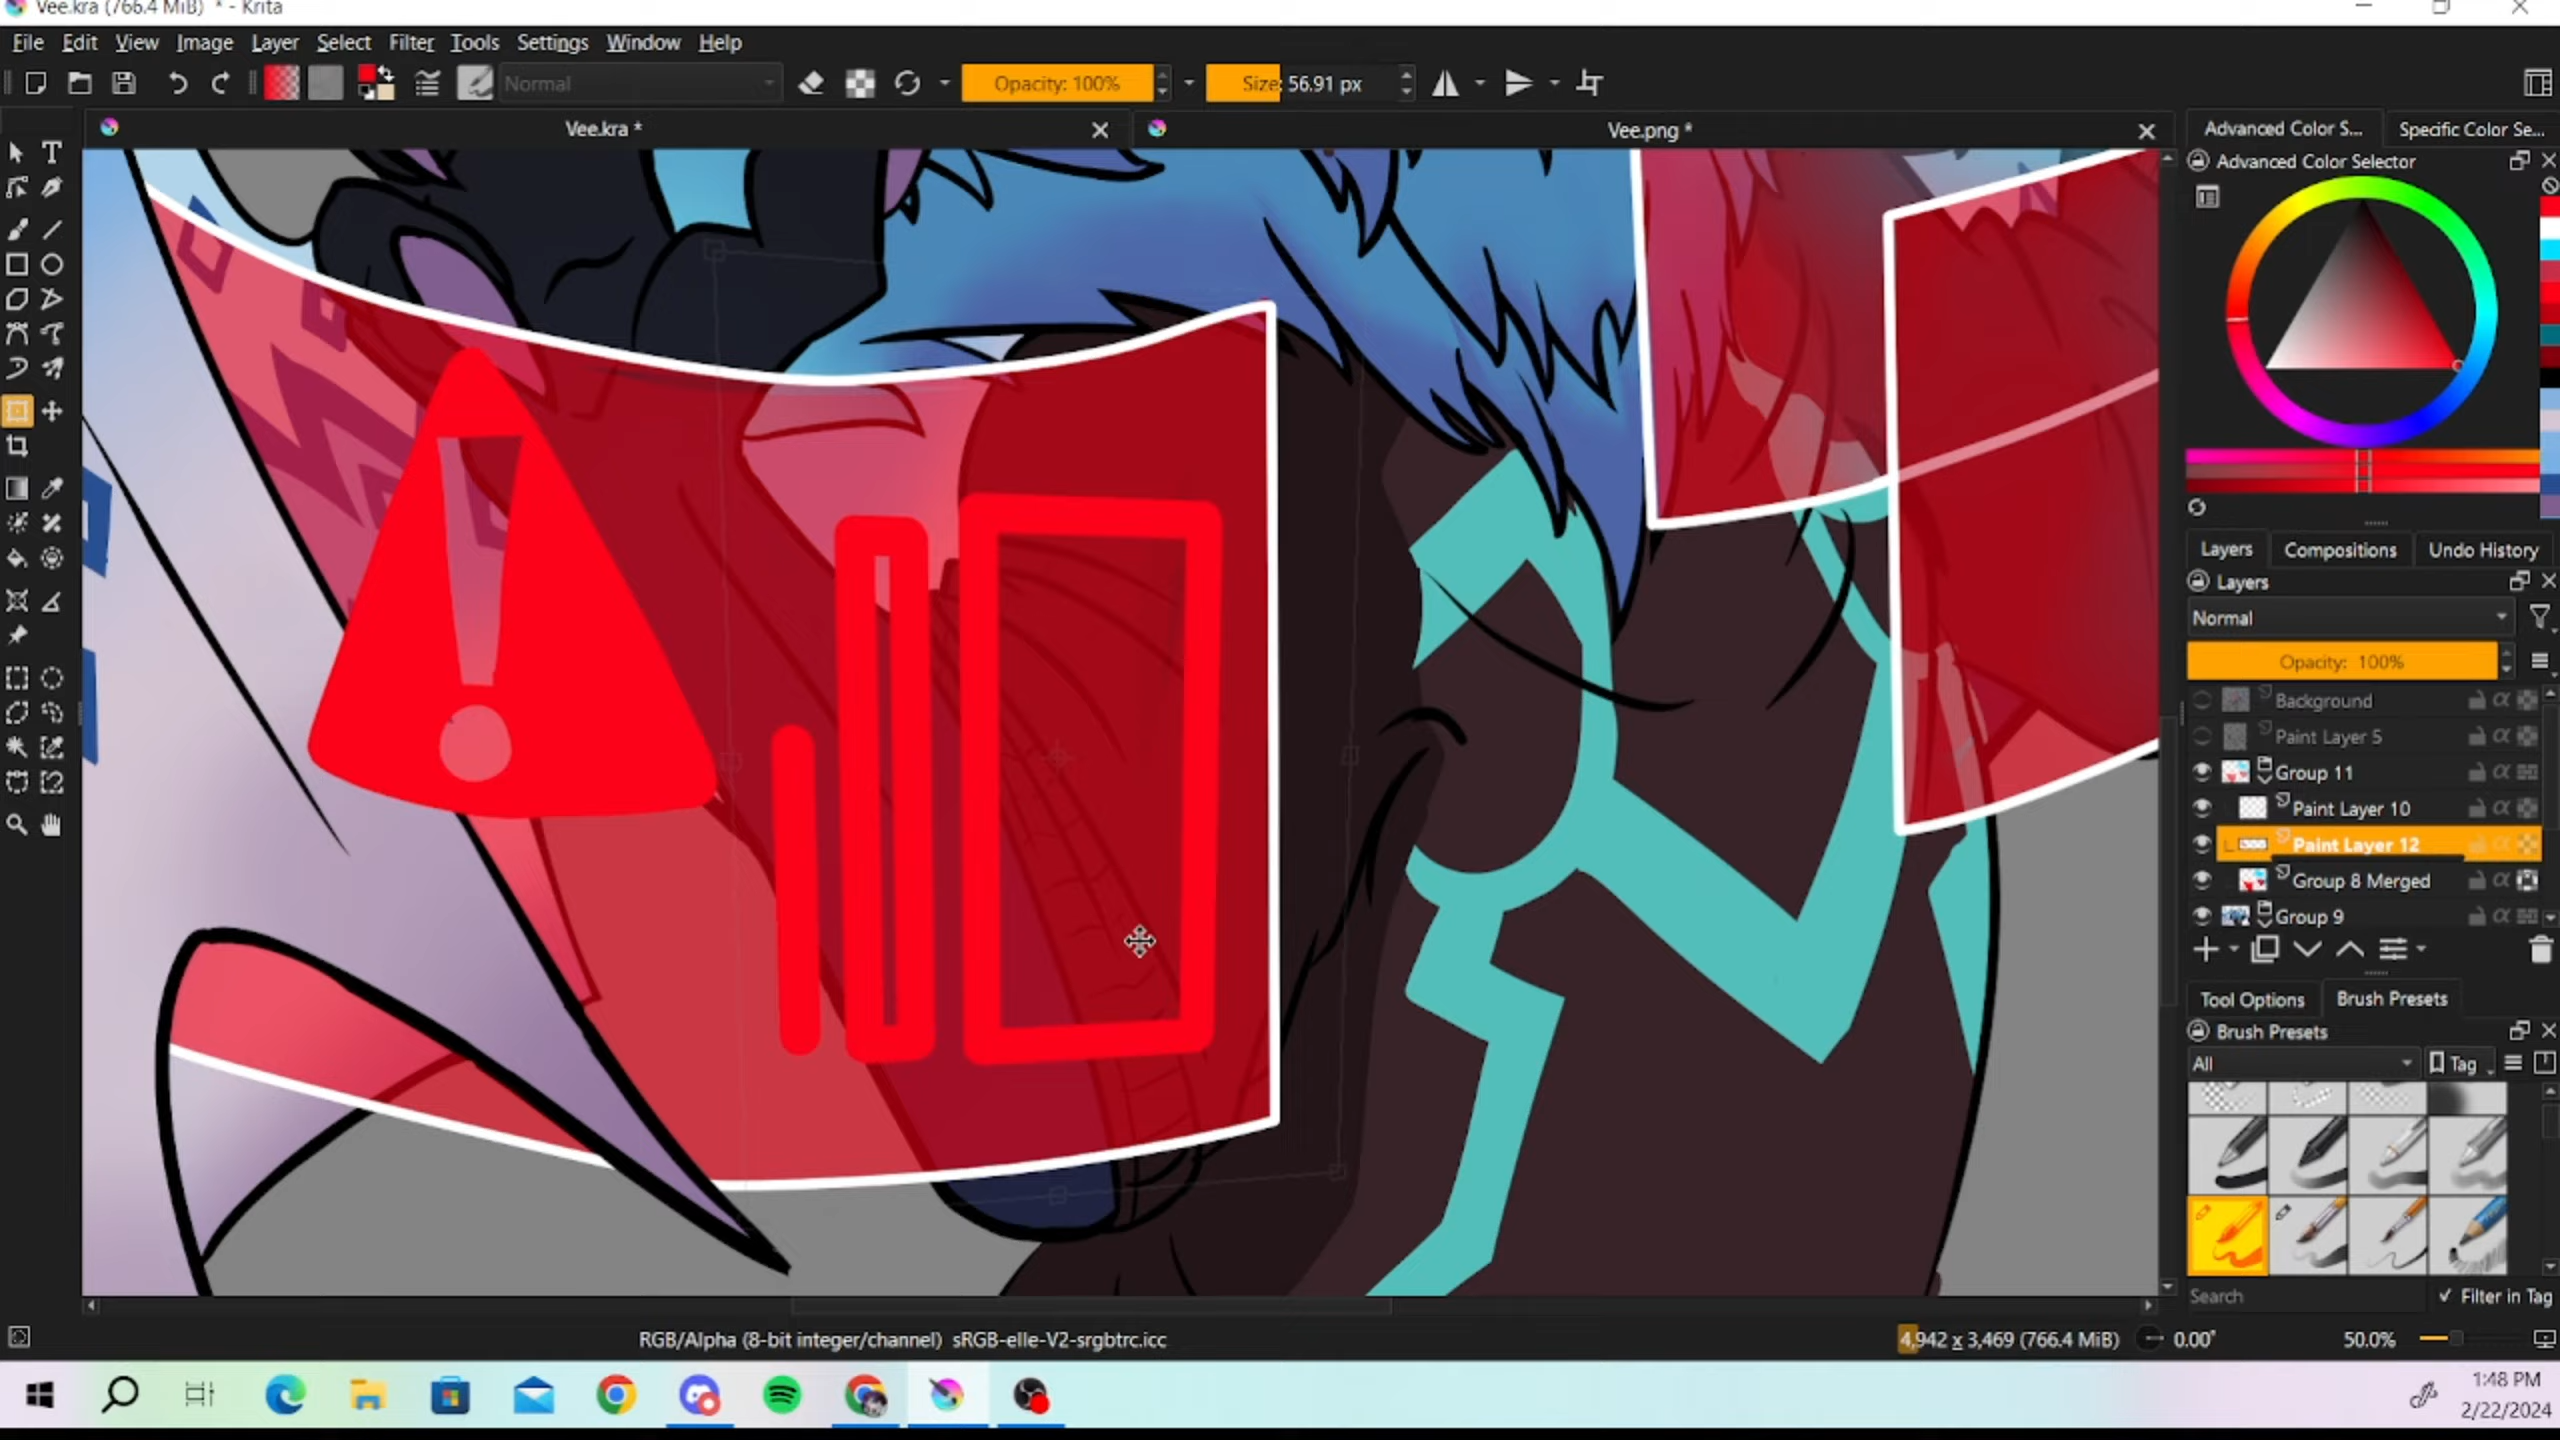 Vee.kra (766.4 MiB) * - Krita
File Edit View Image Layer Select Filter Tools Settings Window Help
Normal
Opacity: 100%
Size: 56.91 px
Vee.kra *
Vee.png *
Advanced Color S...
Specific Color Se...
Advanced Color Selector
Layers
Compositions
Undo History
Layers
Normal
Opacity: 100%
Background
Paint Layer 5
Group 11
Paint Layer 10
Paint Layer 12
Group 8 Merged
Group 9
Tool Options
Brush Presets
Brush Presets
All
Tag
Search
Filter in Tag
RGB/Alpha (8-bit integer/channel) sRGB-elle-V2-srgbtrc.icc
4,942 x 3,469 (766.4 MiB)
0.00°
50.0%
1:48 PM
2/22/2024